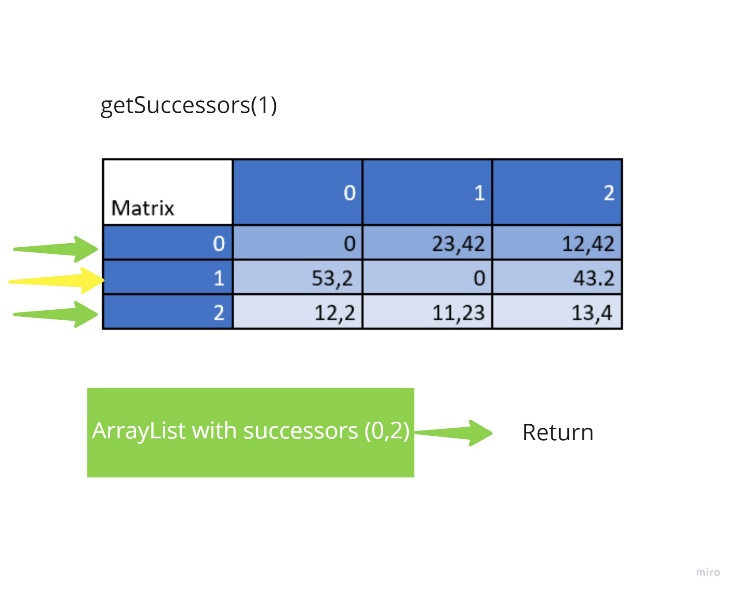 getSuccessors(1)
Matrix 0 1 2
0 0 23,42 12,42
1 53,2 0 43.2
2 12,2 11,23 13,4
ArrayList with successors (0,2) Return
miro